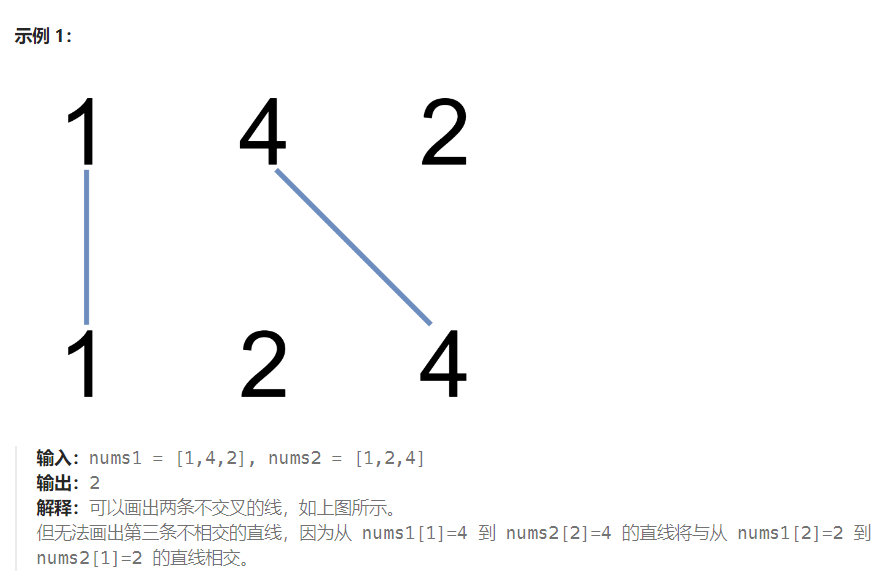 示例 1：
1 4 2
1 2 4
输入：nums1 = [1,4,2], nums2 = [1,2,4]
输出：2
解释：可以画出两条不交叉的线，如上图所示。
但无法画出第三条不相交的直线，因为从 nums1[1]=4 到 nums2[2]=4 的直线将与从 nums1[2]=2 到
nums2[1]=2 的直线相交。